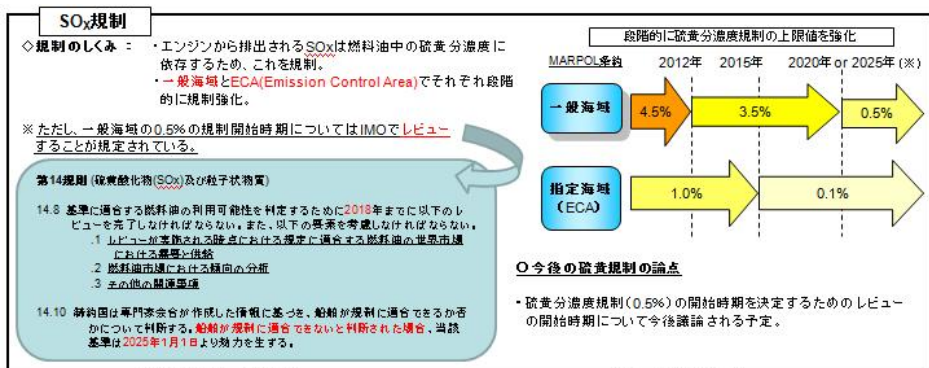 SOX規制
◇規制のしくみ : ・エンジンから排出されるSOxは燃料油中の硫黄分濃度に
依存するため、これを規制。
・一般海域とECA(Emission Control Area)でそれぞれ段階
的に規制強化。
※ ただし、一般海域の0.5%の規制開始時期についてはIMOでレビュー
することが規定されている。
第14規則 (硫黄酸化物(SOx)及び粒子状物質)
14.8 基準に適合する燃料油の利用可能性を判定するために2018年までに以下のレ
ビューを完了しなければならない。また、以下の要素を考慮しなければならない。
.1 レビューが実施される時点における規定に適合する燃料油の世界市場
における需要と供給
.2 燃料油市場における傾向の分析
.3 その他の関連事項
14.10 締約国は専門家会合が作成した情報に基づき、船舶が規制に適合できるか否
かについて判断する。船舶が規制に適合できないと判断された場合、当該
基準は2025年1月1日より効力を生する。
段階的に硫黄分濃度規制の上限値を強化
MARPOL条約 2012年 2015年 2020年 or 2025年 (※)
一般海域 4.5% 3.5% 0.5%
指定海域
(ECA) 1.0% 0.1%
○今後の硫黄規制の論点
・硫黄分濃度規制(0.5%)の開始時期を決定するためのレビュー
の開始時期について今後議論される予定。